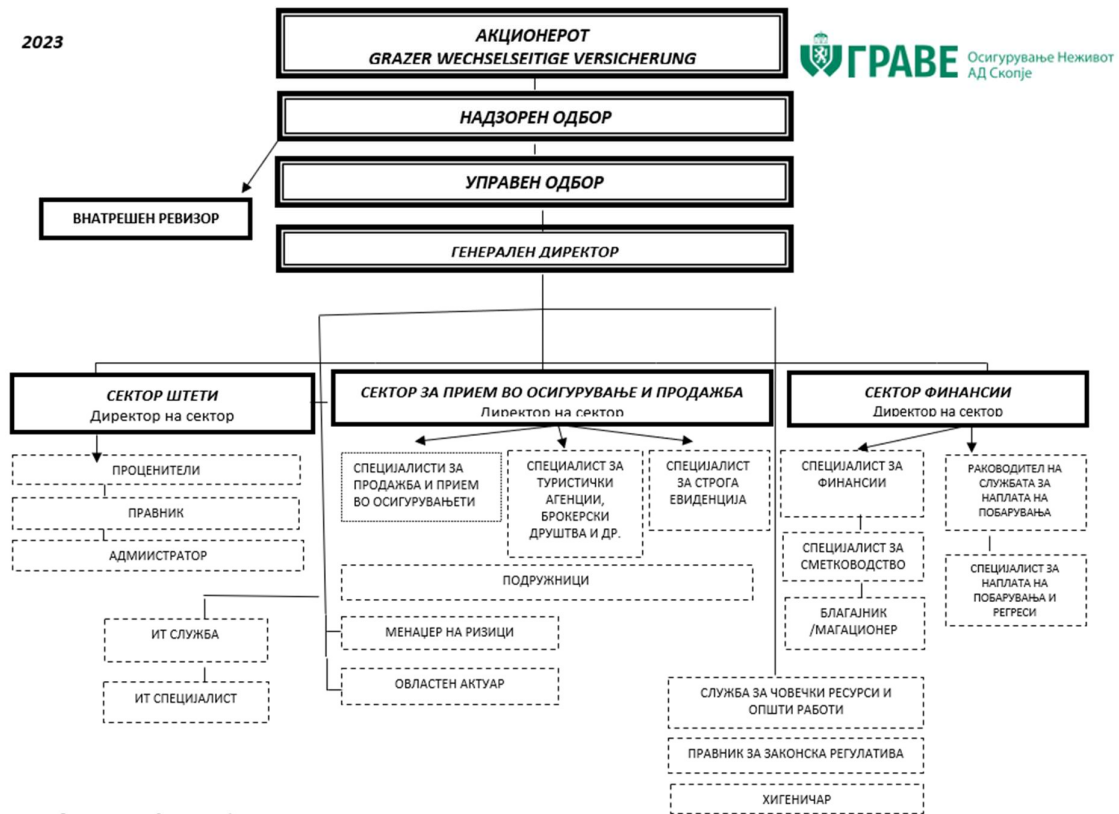 2023
АКЦИОНЕРОТ
GRAZER WECHSELSEITIGE VERSICHERUNG
ГРАВЕ
Осигурување Неживот
АД Скопје
НАДЗОРЕН ОДБОР
УПРАВЕН ОДБОР
ВНАТРЕШЕН РЕВИЗОР
ГЕНЕРАЛЕН ДИРЕКТОР
СЕКТОР ШТЕТИ
Директор на сектор
СЕКТОР ЗА ПРИЕМ ВО ОСИГУРУВАЊЕ И ПРОДАЖБА
Директор на сектор
СЕКТОР ФИНАНСИИ
Директор на сектор
ПРОЦЕНИТЕЛИ
ПРАВНИК
АДМИИСТРАТОР
СПЕЦИЈАЛИСТИ ЗА
ПРОДАЖБА И ПРИЕМ
ВО ОСИГУРУВАЊЕТИ
СПЕЦИАЛИСТ ЗА
ТУРИСТИЧКИ
АГЕНЦИИ,
БРОКЕРСКИ
ДРУШТВА И ДР.
СПЕЦИЈАЛИСТ
ЗА СТРОГА
ЕВИДЕНЦИЈА
СПЕЦИЈАЛИСТ ЗА
ФИНАНСИИ
РАКОВОДИТЕЛ НА
СЛУЖБАТА ЗА
НАПЛАТА НА
ПОБАРУВАЊА
СПЕЦИЈАЛИСТ ЗА
СМЕТКОВОДСТВО
СПЕЦИЈАЛИСТ ЗА
НАПЛАТА НА
ПОБАРУВАЊА И
РЕГРЕСИ
БЛАГАЈНИК
/МАГАЦИОНЕР
ПОДРУЖНИЦИ
ИТ СЛУЖБА
ИТ СПЕЦИЈАЛИСТ
МЕНАЏЕР НА РИЗИЦИ
ОВЛАСТЕН АКТУАР
СЛУЖБА ЗА ЧОВЕЧКИ РЕСУРСИ И
ОПШТИ РАБОТИ
ПРАВНИК ЗА ЗАКОНСКА РЕГУЛАТИВА
ХИГЕНИЧАР